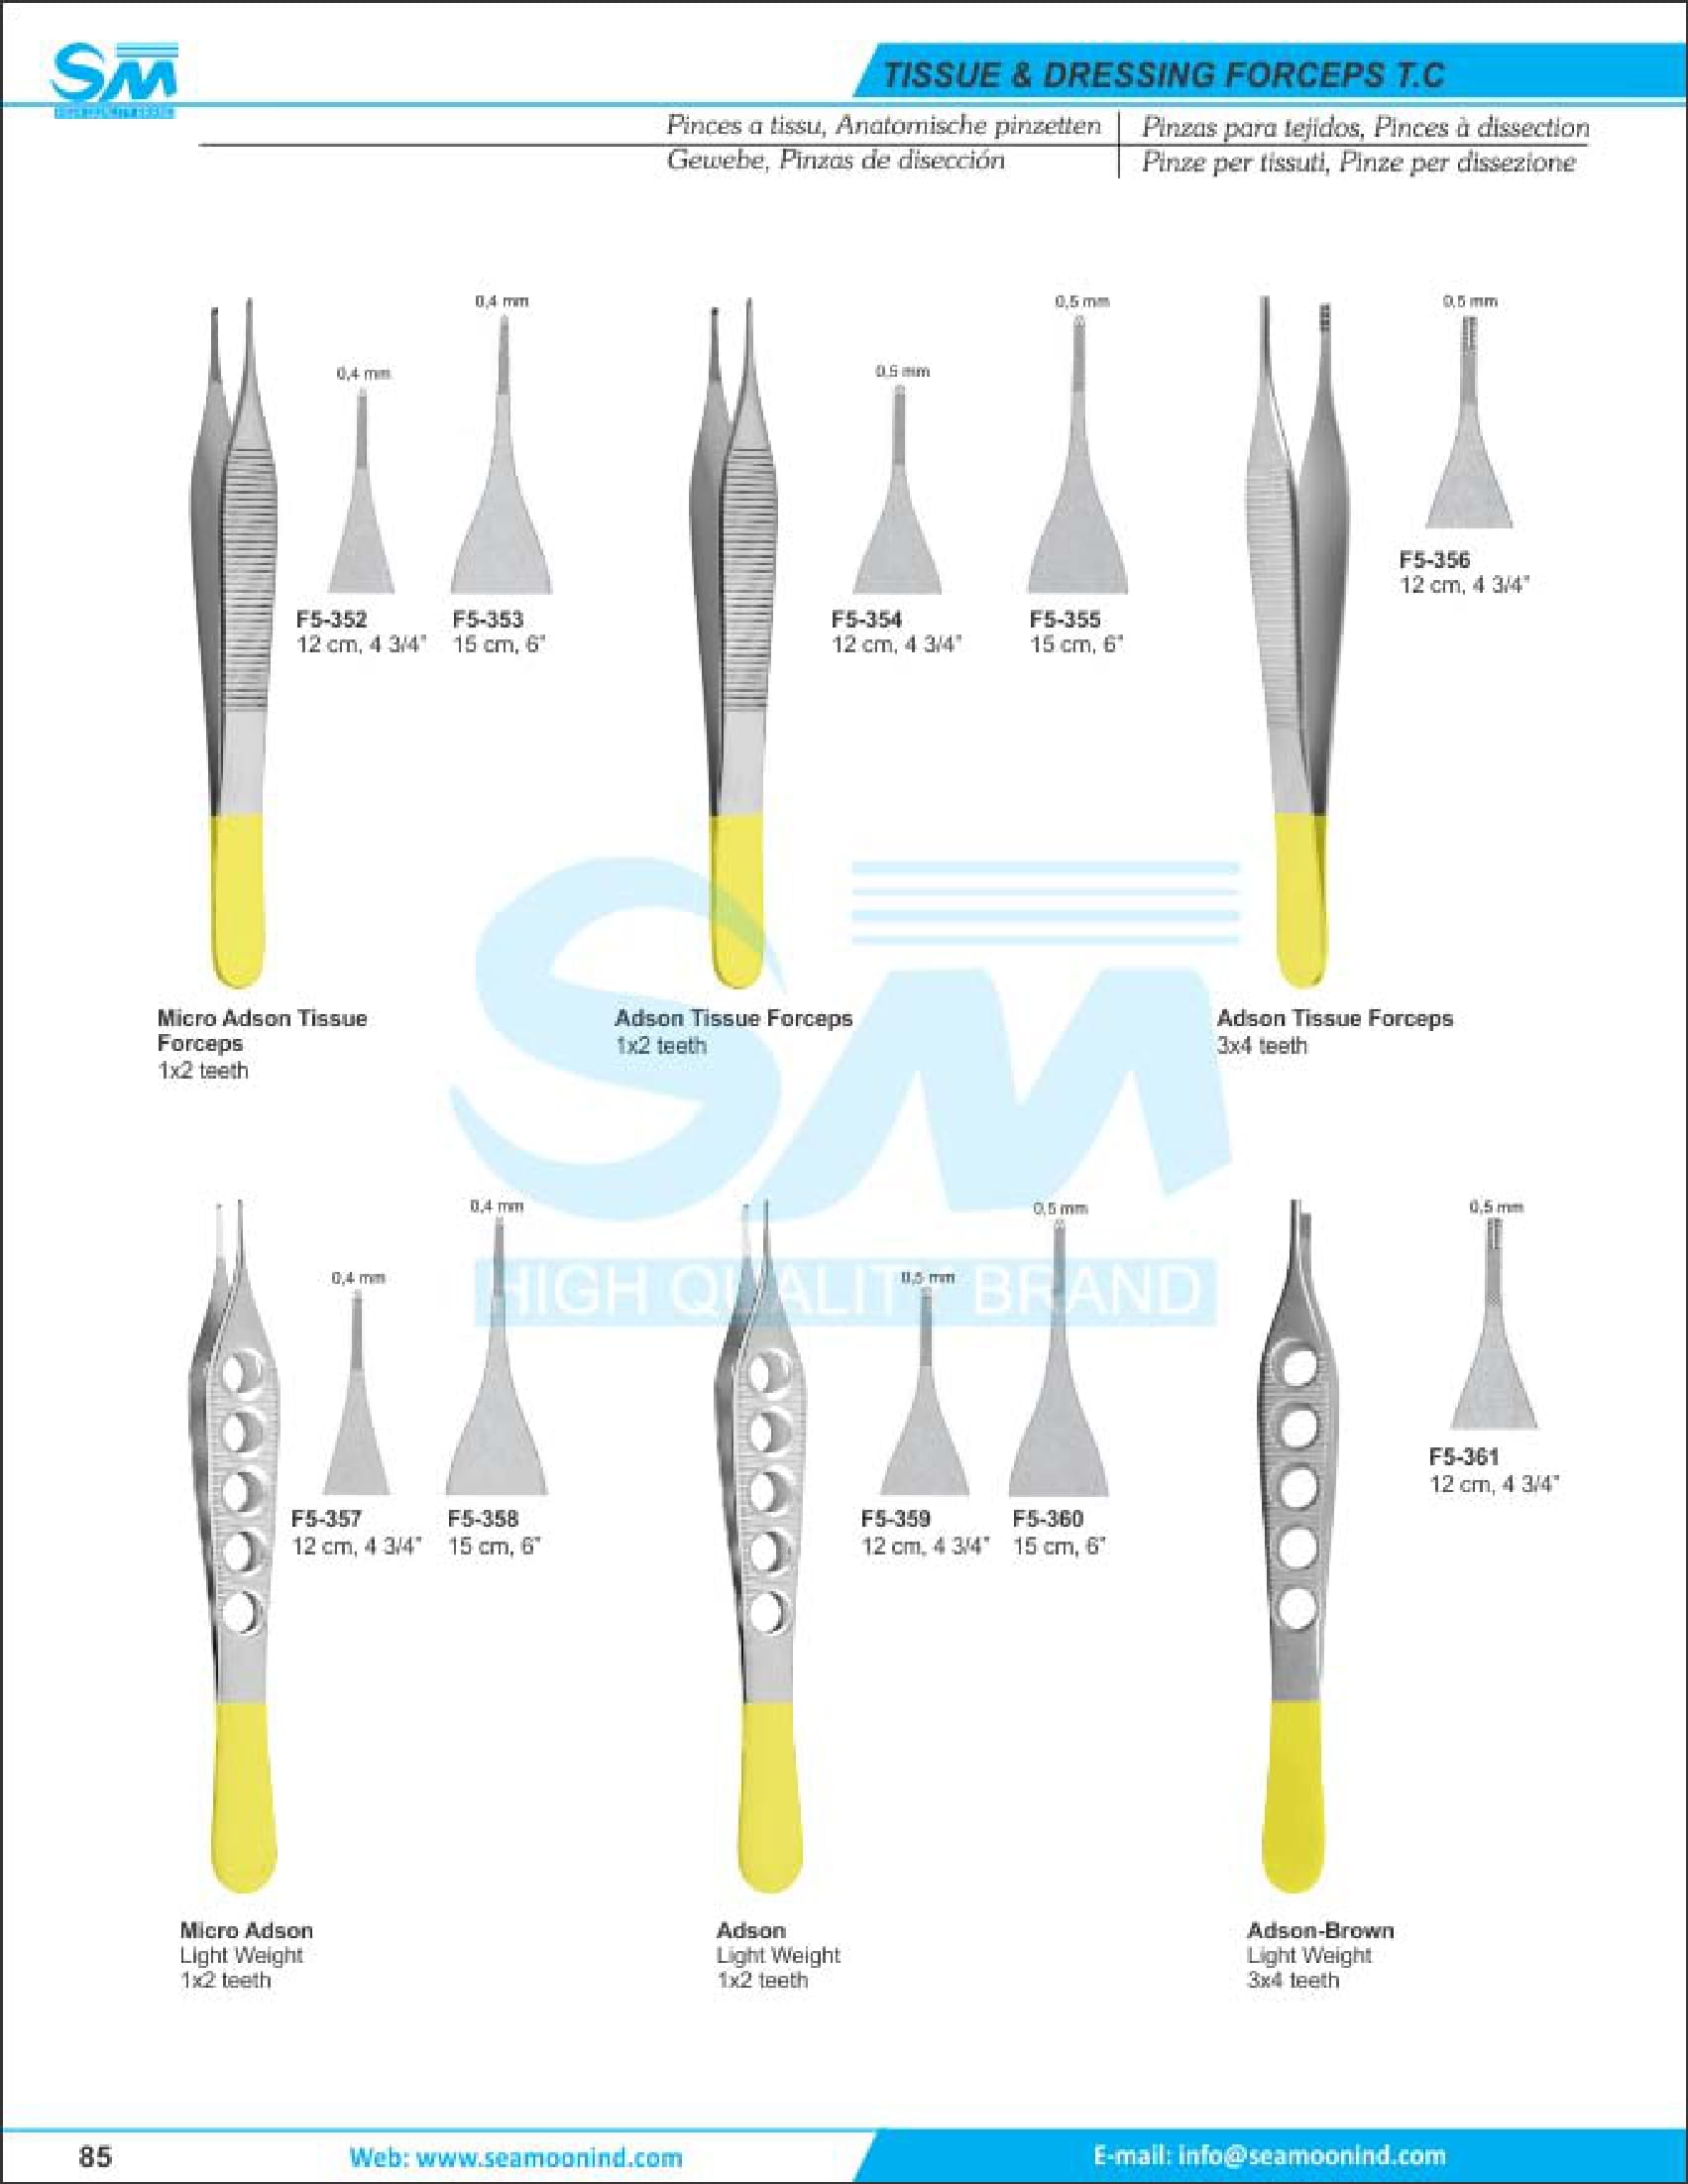 SM
HIGH QUALITY BRAND
TISSUE & DRESSING FORCEPS T.C
Pinces a tissu, Anatomische pinzetten
Gewebe, Pinzas de disección
Pinzas para tejidos, Pinces à dissection
Pinze per tissuti, Pinze per dissezione
0,4 mm
0,4 mm
F5-352
12 cm, 4 3/4"
F5-353
15 cm, 6"
Micro Adson Tissue
Forceps
1x2 teeth
0,5 mm
0,5 mm
F5-354
12 cm, 4 3/4"
F5-355
15 cm, 6"
Adson Tissue Forceps
1x2 teeth
0,5 mm
F5-356
12 cm, 4 3/4"
Adson Tissue Forceps
3x4 teeth
SM
HIGH QUALITY BRAND
0,4 mm
0,4 mm
F5-357
12 cm, 4 3/4"
F5-358
15 cm, 6"
Micro Adson
Light Weight
1x2 teeth
0,5 mm
0,5 mm
F5-359
12 cm, 4 3/4"
F5-360
15 cm, 6"
Adson
Light Weight
1x2 teeth
0,5 mm
F5-361
12 cm, 4 3/4"
Adson-Brown
Light Weight
3x4 teeth
85
Web: www.seamoonind.com
E-mail: info@seamoonind.com